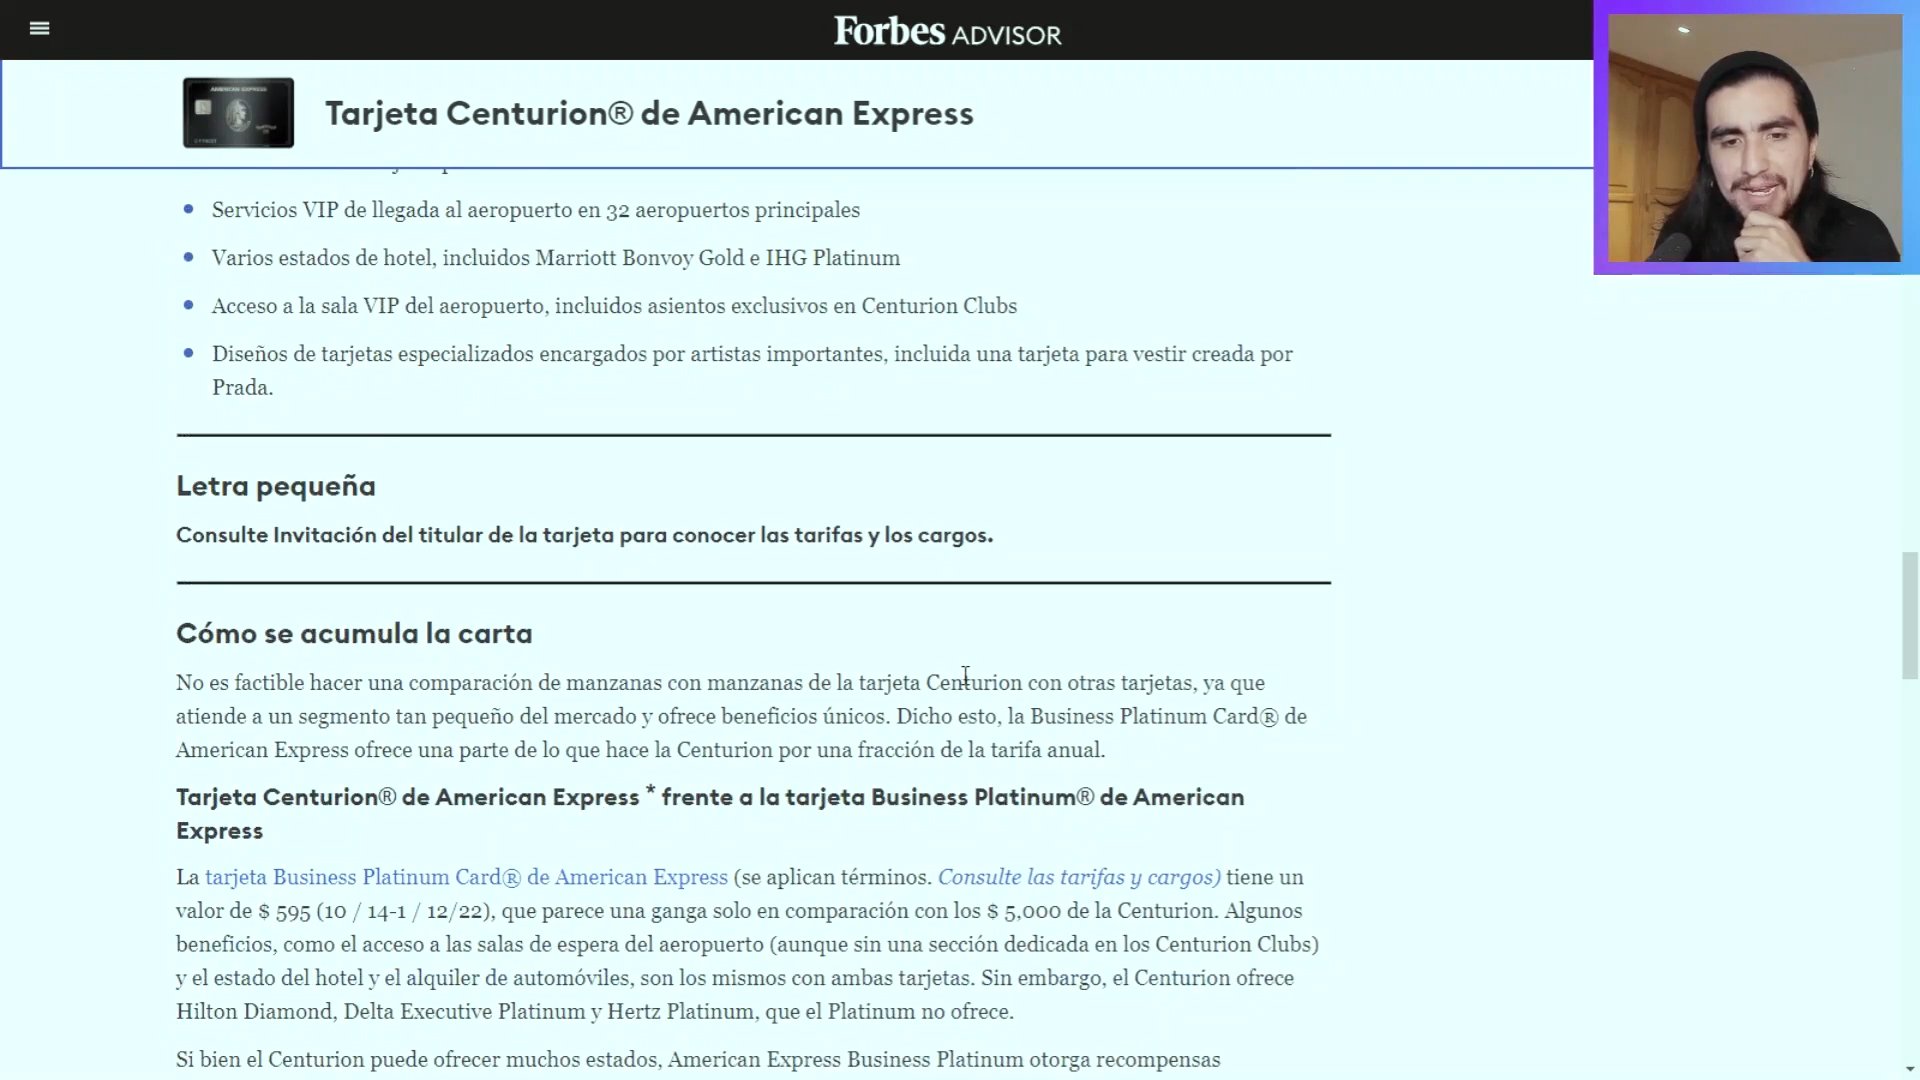 Forbes ADVISOR
AMERICAN EXPRESS
Tarjeta Centurion® de American Express
Servicios VIP de llegada al aeropuerto en 32 aeropuertos principales
Varios estados de hotel, incluidos Marriott Bonvoy Gold e IHG Platinum
Acceso a la sala VIP del aeropuerto, incluidos asientos exclusivos en Centurion Clubs
Diseños de tarjetas especializados encargados por artistas importantes, incluida una tarjeta para vestir creada por
Prada.
Letra pequeña
Consulte Invitación del titular de la tarjeta para conocer las tarifas y los cargos.
Cómo se acumula la carta
No es factible hacer una comparación de manzanas con manzanas de la tarjeta Centurion con otras tarjetas, ya que
atiende a un segmento tan pequeño del mercado y ofrece beneficios únicos. Dicho esto, la Business Platinum Card® de
American Express ofrece una parte de lo que hace la Centurion por una fracción de la tarifa anual.
Tarjeta Centurion® de American Express * frente a la tarjeta Business Platinum® de American
Express
La tarjeta Business Platinum Card® de American Express (se aplican términos. Consulte las tarifas y cargos) tiene un
valor de $ 595 (10 / 14-1 / 12/22), que parece una ganga solo en comparación con los $ 5,000 de la Centurion. Algunos
beneficios, como el acceso a las salas de espera del aeropuerto (aunque sin una sección dedicada en los Centurion Clubs)
y el estado del hotel y el alquiler de automóviles, son los mismos con ambas tarjetas. Sin embargo, el Centurion ofrece
Hilton Diamond, Delta Executive Platinum y Hertz Platinum, que el Platinum no ofrece.
Si bien el Centurion puede ofrecer muchos estados, American Express Business Platinum otorga recompensas